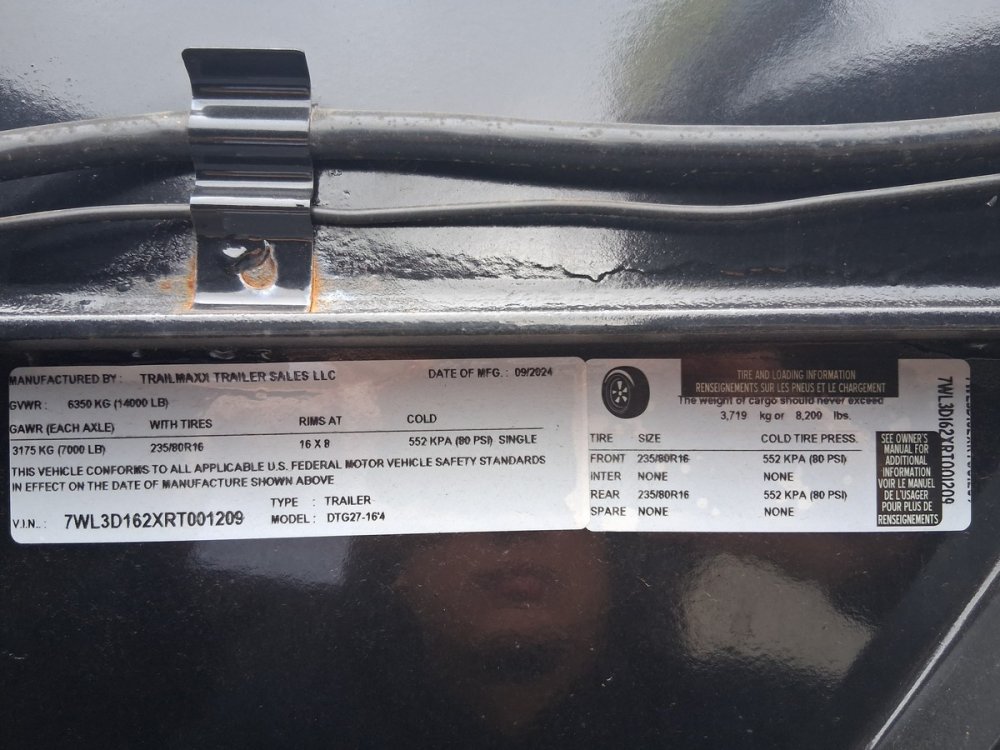 MANUFACTURED BY : TRAILMAXX TRAILER SALES LLC DATE OF MFG. : 09/2024
GVWR : 6350 KG (14000 LB)
GAWR (EACH AXLE) WITH TIRES RIMS AT COLD
3175 KG (7000 LB) 235/80R16 16 X 8 552 KPA (80 PSI) SINGLE
THIS VEHICLE CONFORMS TO ALL APPLICABLE U.S. FEDERAL MOTOR VEHICLE SAFETY STANDARDS
IN EFFECT ON THE DATE OF MANUFACTURE SHOWN ABOVE
TYPE : TRAILER
V.I.N.. : 7WL3D162XRT001209 MODEL : DTG27-16'4
TIRE AND LOADING INFORMATION
RENSEIGNEMENTS SUR LES PNEUS ET LE CHARGEMENT
The weight of cargo should never exceed
3,719 kg or 8,200 lbs.
TIRE SIZE COLD TIRE PRESS.
FRONT 235/80R16 552 KPA (80 PSI)
INTER NONE NONE
REAR 235/80R16 552 KPA (80 PSI)
SPARE NONE NONE
SEE OWNER'S
MANUAL FOR
ADDITIONAL
INFORMATION
VOIR LE MANUEL
DE L'USAGER
POUR PLUS DE
RENSEIGNEMENTS
7WL3D162XRT001209